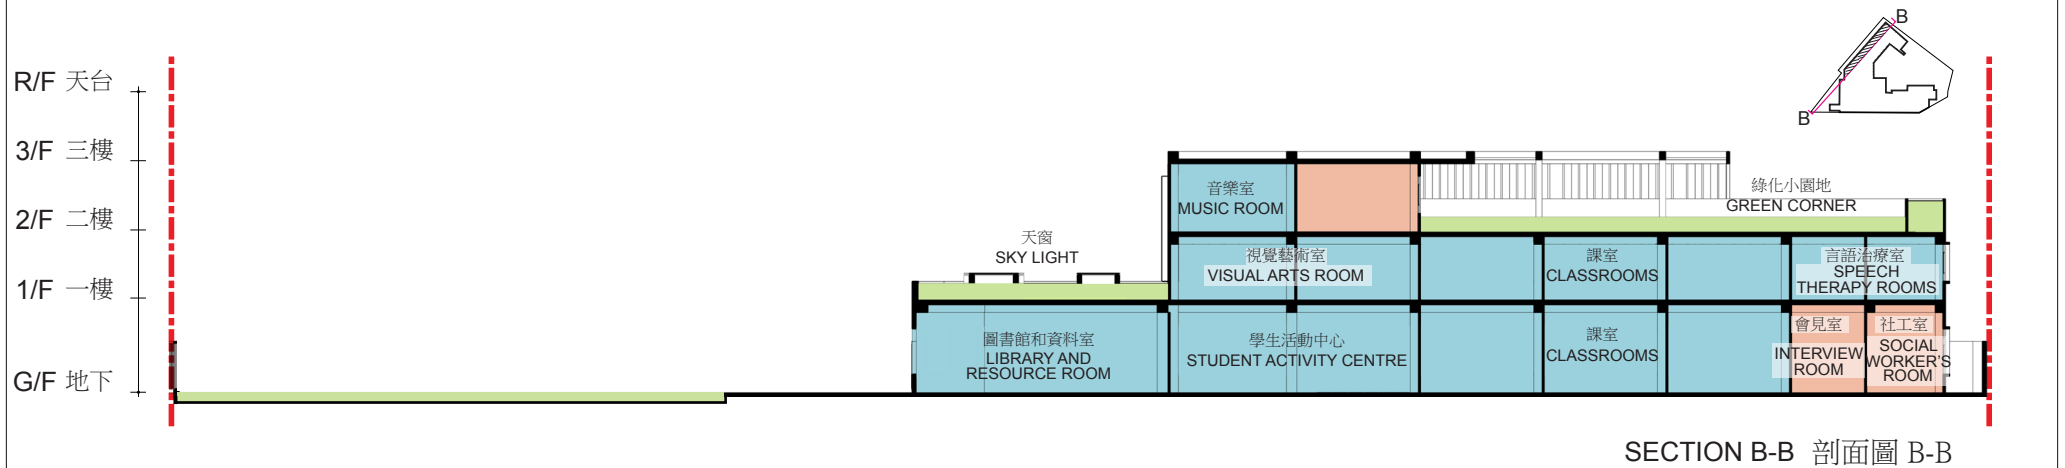 B
B
R/F 天台
3/F 三樓
2/F 二樓
1/F 一樓
G/F 地下
音樂室
MUSIC ROOM
綠化小園地
GREEN CORNER
天窗
SKY LIGHT
視覺藝術室
VISUAL ARTS ROOM
課室
CLASSROOMS
言語治療室
SPEECH
THERAPY ROOMS
圖書館和資料室
LIBRARY AND
RESOURCE ROOM
學生活動中心
STUDENT ACTIVITY CENTRE
課室
CLASSROOMS
會見室
INTERVIEW
ROOM
社工室
SOCIAL
WORKER'S
ROOM
SECTION B-B 剖面圖 B-B